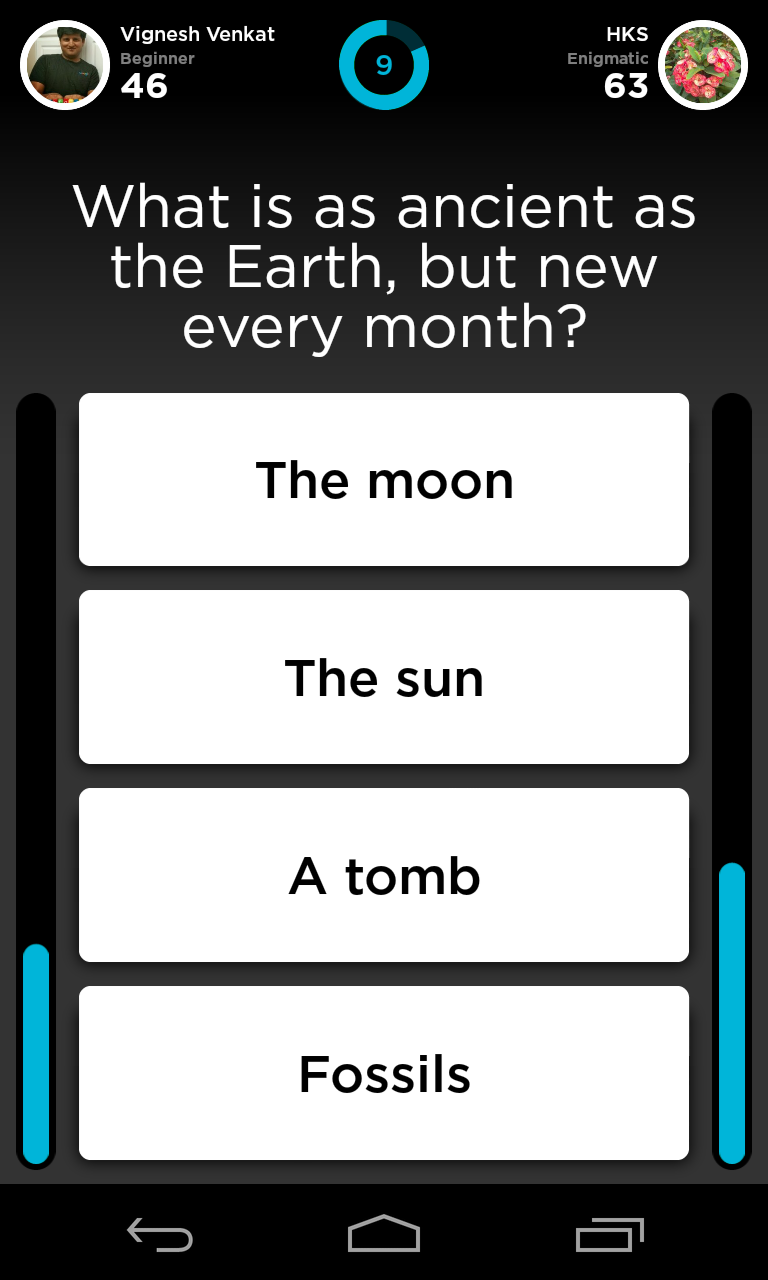 Vignesh Venkat
Beginner
46
9
HKS
Enigmatic
63
What is as ancient as
the Earth, but new
every month?
The moon
The sun
A tomb
Fossils